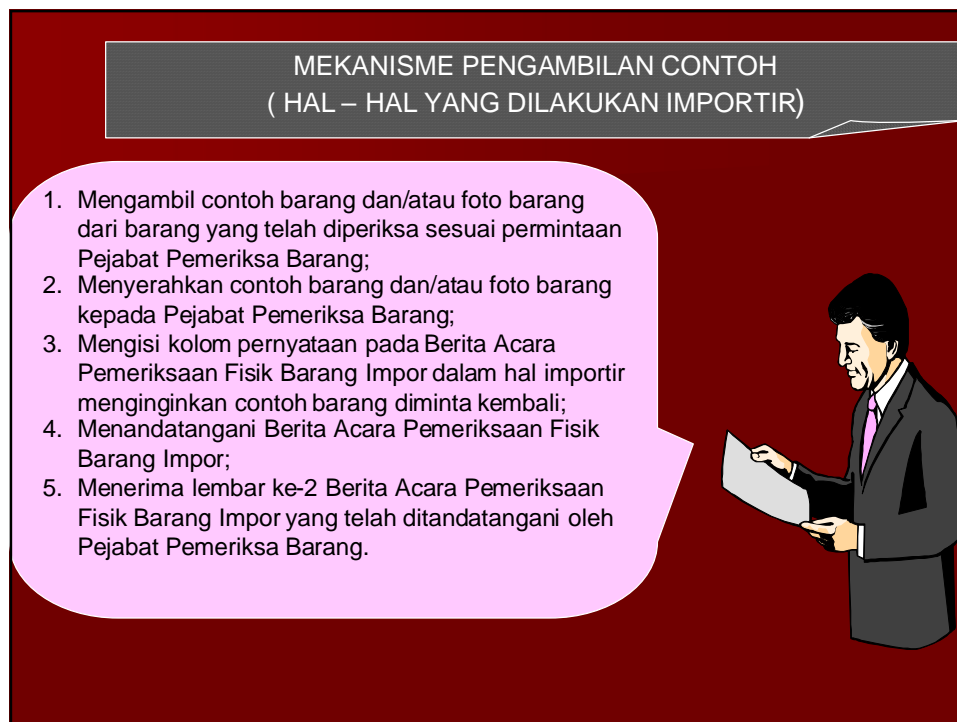 MEKANISME PENGAMBILAN CONTOH
( HAL – HAL YANG DILAKUKAN IMPORTIR)
1. Mengambil contoh barang dan/atau foto barang
dari barang yang telah diperiksa sesuai permintaan
Pejabat Pemeriksa Barang;
2. Menyerahkan contoh barang dan/atau foto barang
kepada Pejabat Pemeriksa Barang;
3. Mengisi kolom pernyataan pada Berita Acara
Pemeriksaan Fisik Barang Impor dalam hal importir
menginginkan contoh barang diminta kembali;
4. Menandatangani Berita Acara Pemeriksaan Fisik
Barang Impor;
5. Menerima lembar ke-2 Berita Acara Pemeriksaan
Fisik Barang Impor yang telah ditandatangani oleh
Pejabat Pemeriksa Barang.